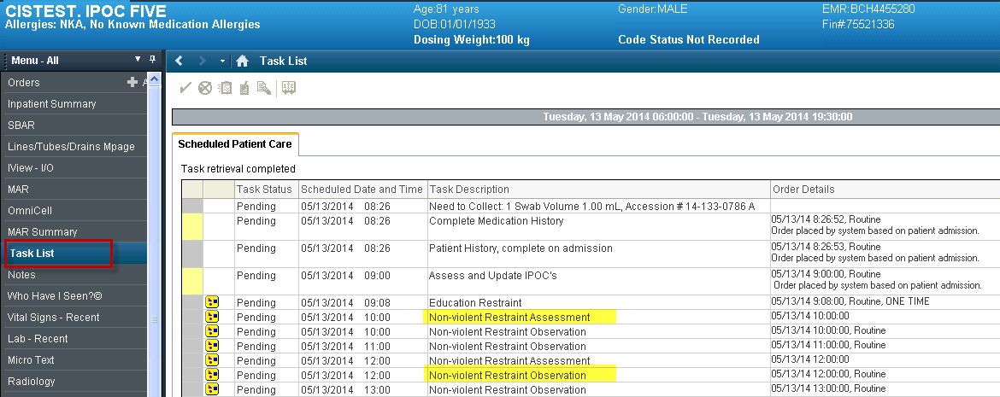 CISTEST. IPOC FIVE
Allergies: NKA, No Known Medication Allergies
Age:81 years
DOB:01/01/1933
Dosing Weight:100 kg
Gender:MALE
Code Status Not Recorded
EMR:BCH4455280
Fin#:75521336
Menu - All
Task List
Orders
Inpatient Summary
SBAR
Lines/Tubes/Drains Mpage
IView - I/O
MAR
OmniCell
MAR Summary
Task List
Notes
Who Have I Seen?©
Vital Signs - Recent
Lab - Recent
Micro Text
Radiology
Tuesday, 13 May 2014 06:00:00 - Tuesday, 13 May 2014 19:30:00
Scheduled Patient Care
Task retrieval completed
Task Status Scheduled Date and Time Task Description Order Details
Pending 05/13/2014 08:26 Need to Collect: 1 Swab Volume 1.00 mL, Accession # 14-133-0786 A
Pending 05/13/2014 08:26 Complete Medication History 05/13/14 8:26:52, Routine
Order placed by system based on patient admission.
Pending 05/13/2014 08:26 Patient History, complete on admission 05/13/14 8:26:53, Routine
Order placed by system based on patient admission.
Pending 05/13/2014 09:00 Assess and Update IPOC's 05/13/14 9:00:00, Routine
Order placed by system based on patient admission.
Pending 05/13/2014 09:08 Education Restraint 05/13/14 9:08:00, Routine, ONE TIME
Pending 05/13/2014 10:00 Non-violent Restraint Assessment 05/13/14 10:00:00
Pending 05/13/2014 10:00 Non-violent Restraint Observation 05/13/14 10:00:00, Routine
Pending 05/13/2014 11:00 Non-violent Restraint Observation 05/13/14 11:00:00, Routine
Pending 05/13/2014 12:00 Non-violent Restraint Assessment 05/13/14 12:00:00
Pending 05/13/2014 12:00 Non-violent Restraint Observation 05/13/14 12:00:00, Routine
Pending 05/13/2014 13:00 Non-violent Restraint Observation 05/13/14 13:00:00, Routine